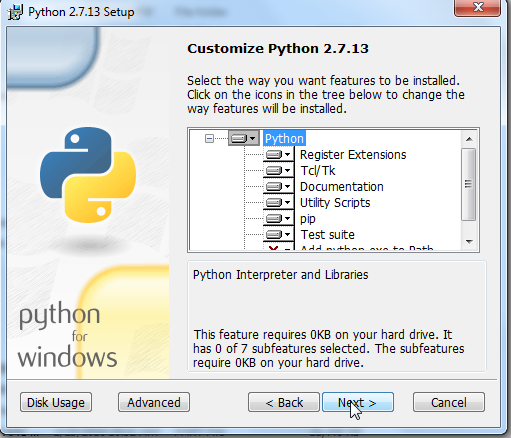 Python 2.7.13 Setup
Customize Python 2.7.13
Select the way you want features to be installed.
Click on the icons in the tree below to change the
way features will be installed.
Python
Register Extensions
Tcl/Tk
Documentation
Utility Scripts
pip
Test suite
Add python.exe to Path
Python Interpreter and Libraries
This feature requires 0KB on your hard drive. It
has 0 of 7 subfeatures selected. The subfeatures
require 0KB on your hard drive.
python
for
windows
Disk Usage
Advanced
< Back
Next >
Cancel